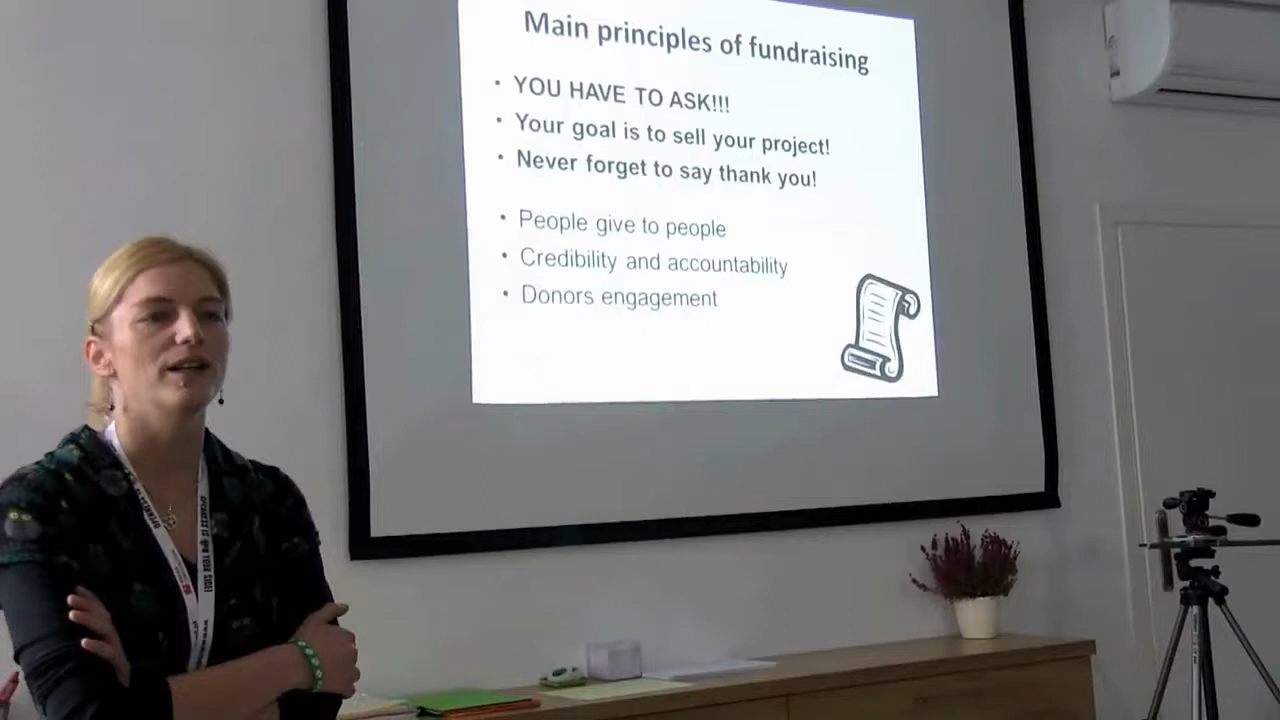 Main principles of fundraising
• YOU HAVE TO ASK!!!
• Your goal is to sell your project!
• Never forget to say thank you!
• People give to people
• Credibility and accountability
• Donors engagement